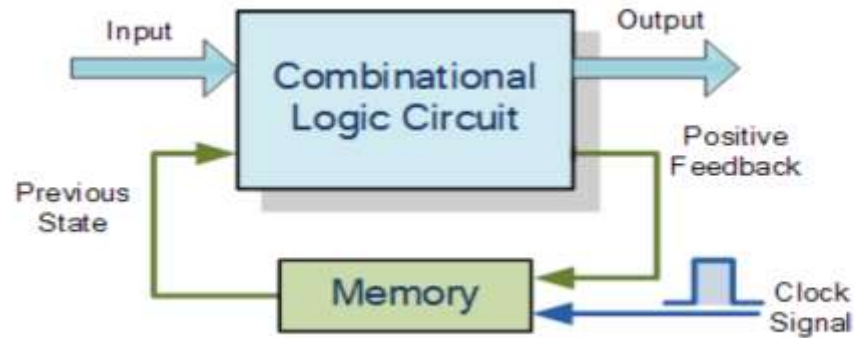 Input
Output
Combinational
Logic Circuit
Positive
Feedback
Previous
State
Memory
Clock
Signal